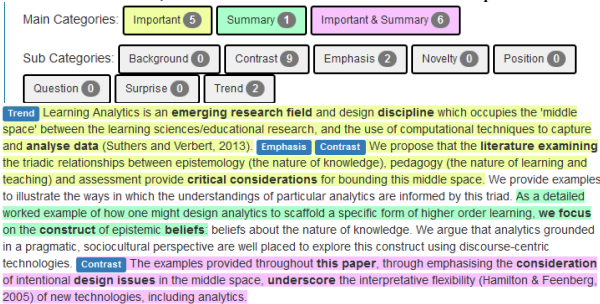 Main Categories: Important 5 Summary 1 Important & Summary 6
Sub Categories: Background 0 Contrast 9 Emphasis 2 Novelty 0 Position 0
Question 0 Surprise 0 Trend 2
Trend Learning Analytics is an emerging research field and design discipline which occupies the 'middle
space' between the learning sciences/educational research, and the use of computational techniques to capture
and analyse data (Suthers and Verbert, 2013). Emphasis Contrast We propose that the literature examining
the triadic relationships between epistemology (the nature of knowledge), pedagogy (the nature of learning and
teaching) and assessment provide critical considerations for bounding this middle space. We provide examples
to illustrate the ways in which the understandings of particular analytics are informed by this triad. As a detailed
worked example of how one might design analytics to scaffold a specific form of higher order learning, we focus
on the construct of epistemic beliefs: beliefs about the nature of knowledge. We argue that analytics grounded
in a pragmatic, sociocultural perspective are well placed to explore this construct using discourse-centric
technologies. Contrast The examples provided throughout this paper, through emphasising the consideration
of intentional design issues in the middle space, underscore the interpretative flexibility (Hamilton & Feenberg,
2005) of new technologies, including analytics.